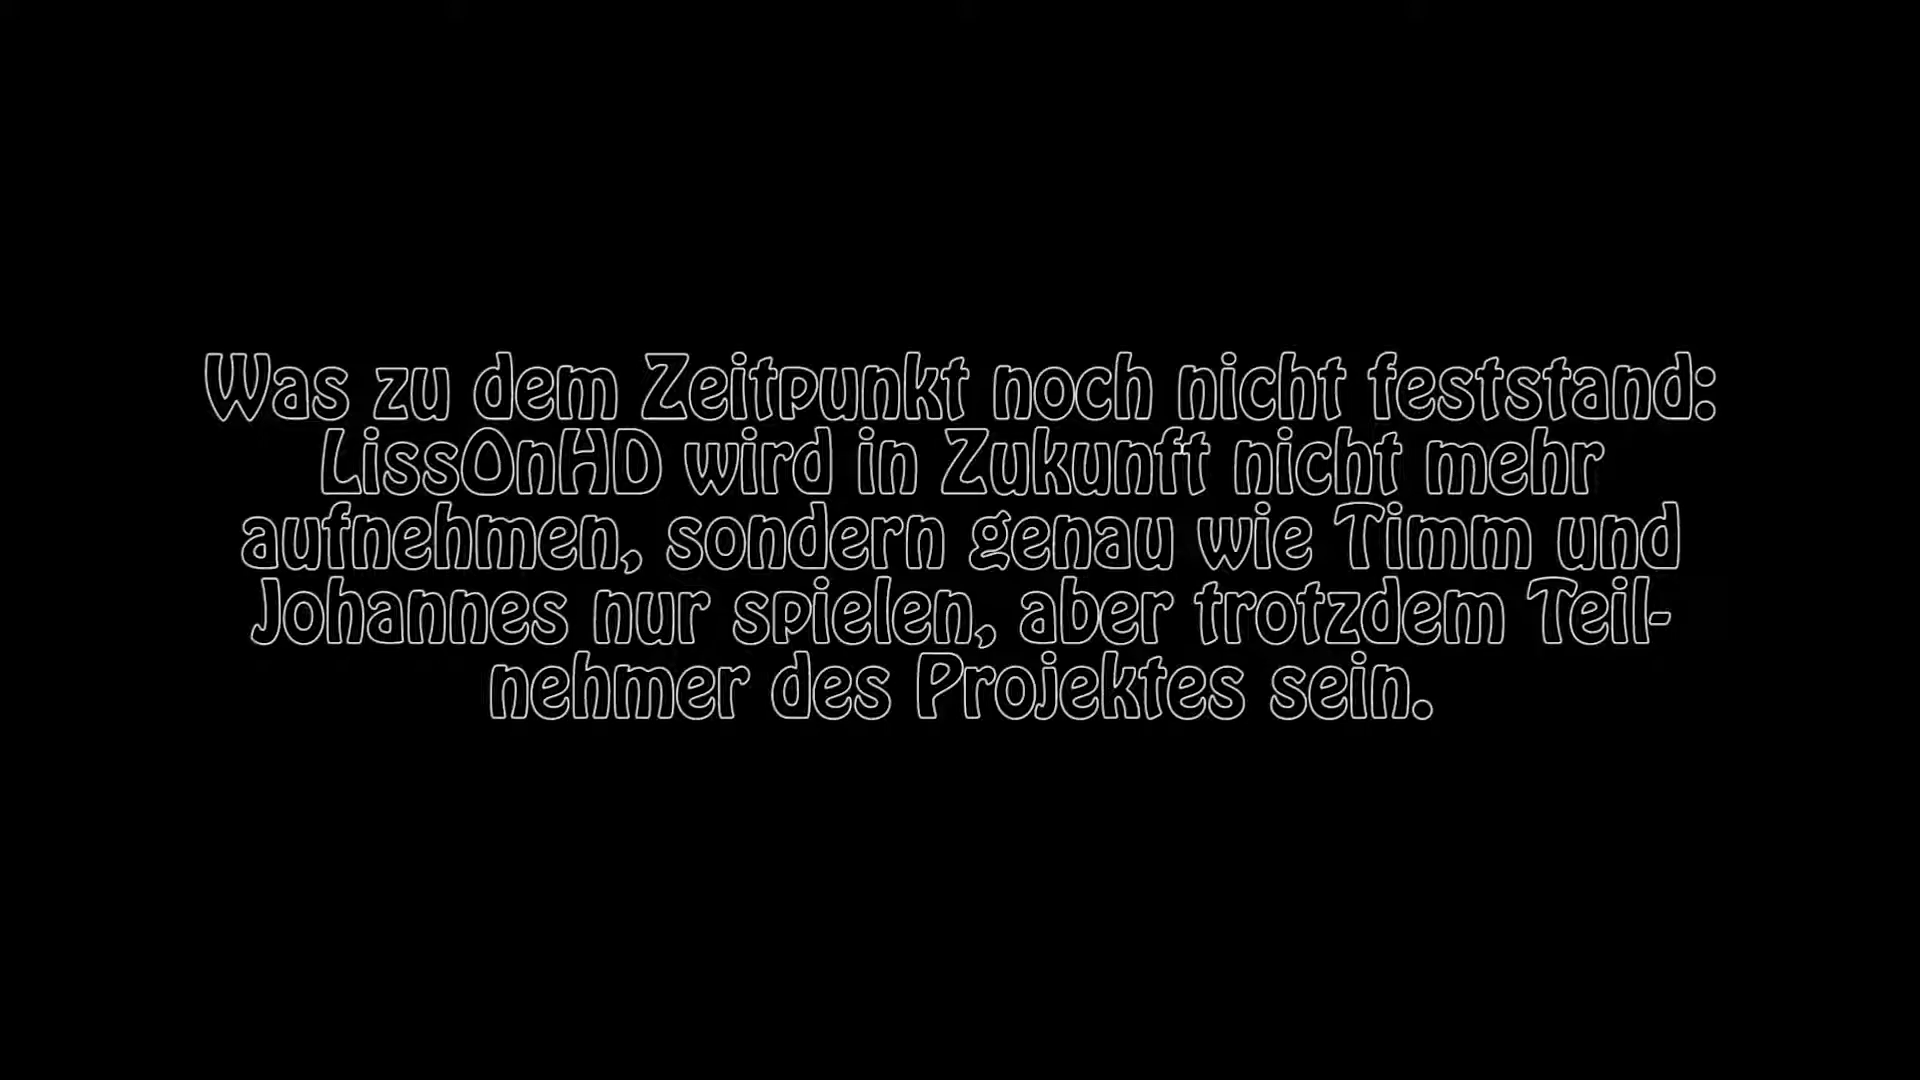 Was zu dem Zeitpunkt noch nicht feststand:
LissOnHD wird in Zukunft nicht mehr
aufnehmen, sondern genau wie Timm und
Johannes nur spielen, aber trotzdem Teil-
nehmer des Projektes sein.